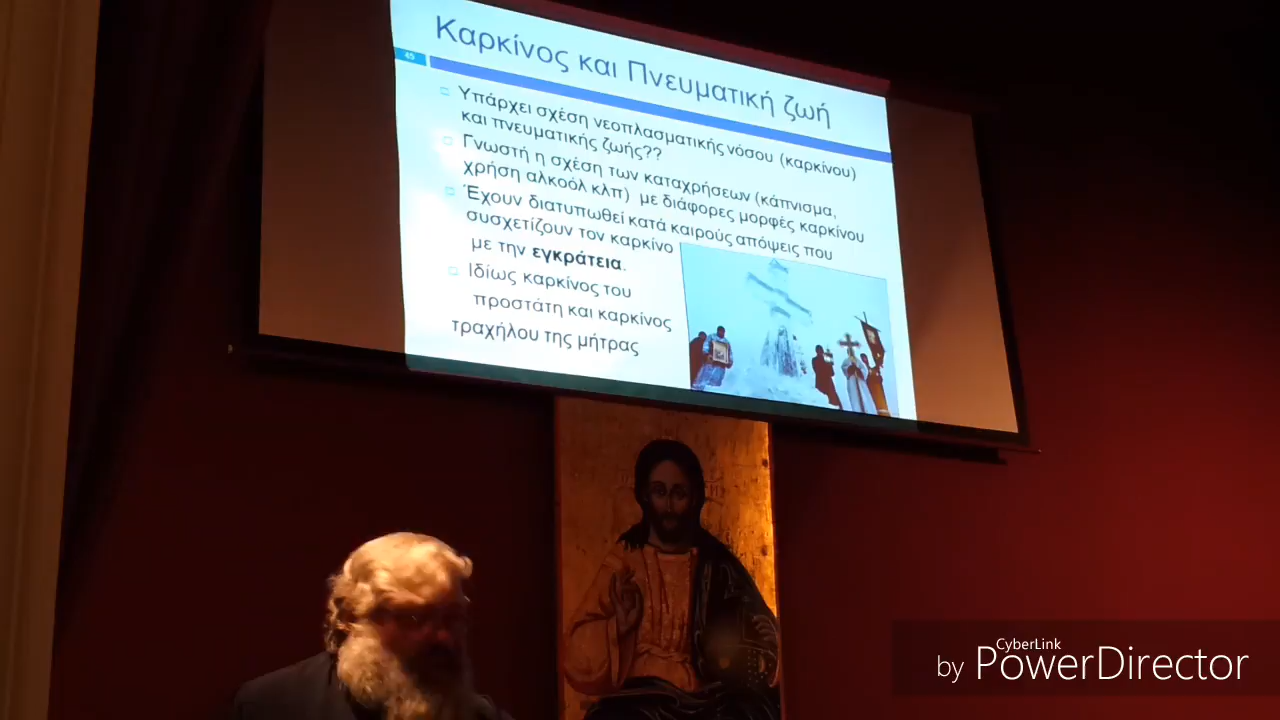 Καρκίνος και Πνευματική ζωή
45
Υπάρχει σχέση νεοπλασματικής νόσου (καρκίνου)
και πνευματικής ζωής??
Γνωστή η σχέση των καταχρήσεων (κάπνισμα,
χρήση αλκοόλ κλπ) με διάφορες μορφές καρκίνου
Έχουν διατυπωθεί κατά καιρούς απόψεις που
συσχετίζουν τον καρκίνο
με την εγκράτεια.
Ιδίως καρκίνος του
προστάτη και καρκίνος
τραχήλου της μήτρας
CyberLink
by PowerDirector